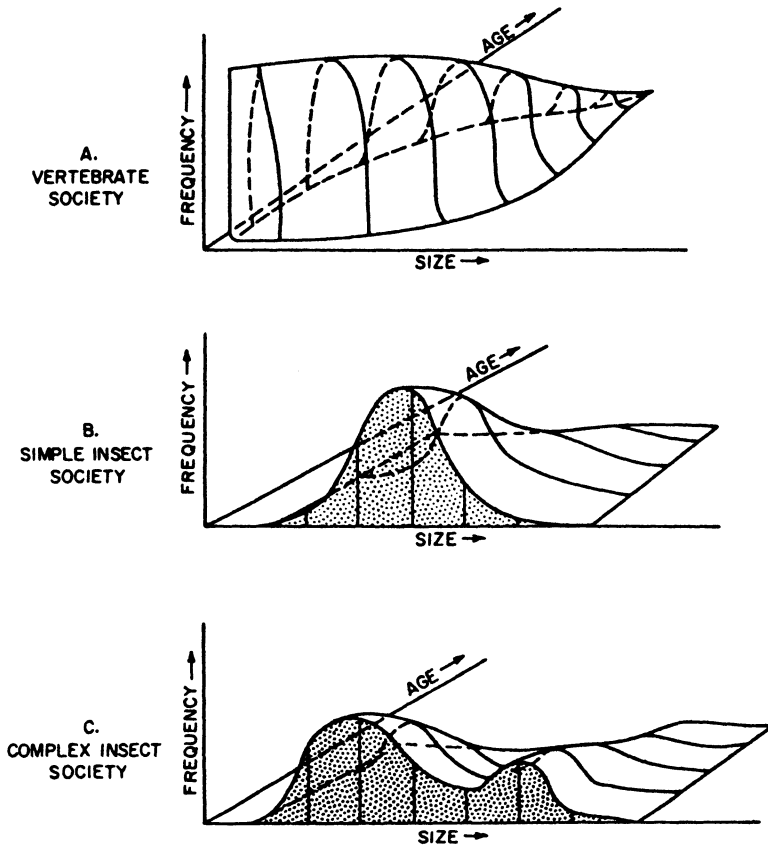 A.
VERTEBRATE
SOCIETY
FREQUENCY →
AGE →
SIZE →
B.
SIMPLE INSECT
SOCIETY
FREQUENCY →
AGE →
SIZE →
C.
COMPLEX INSECT
SOCIETY
FREQUENCY →
AGE →
SIZE →